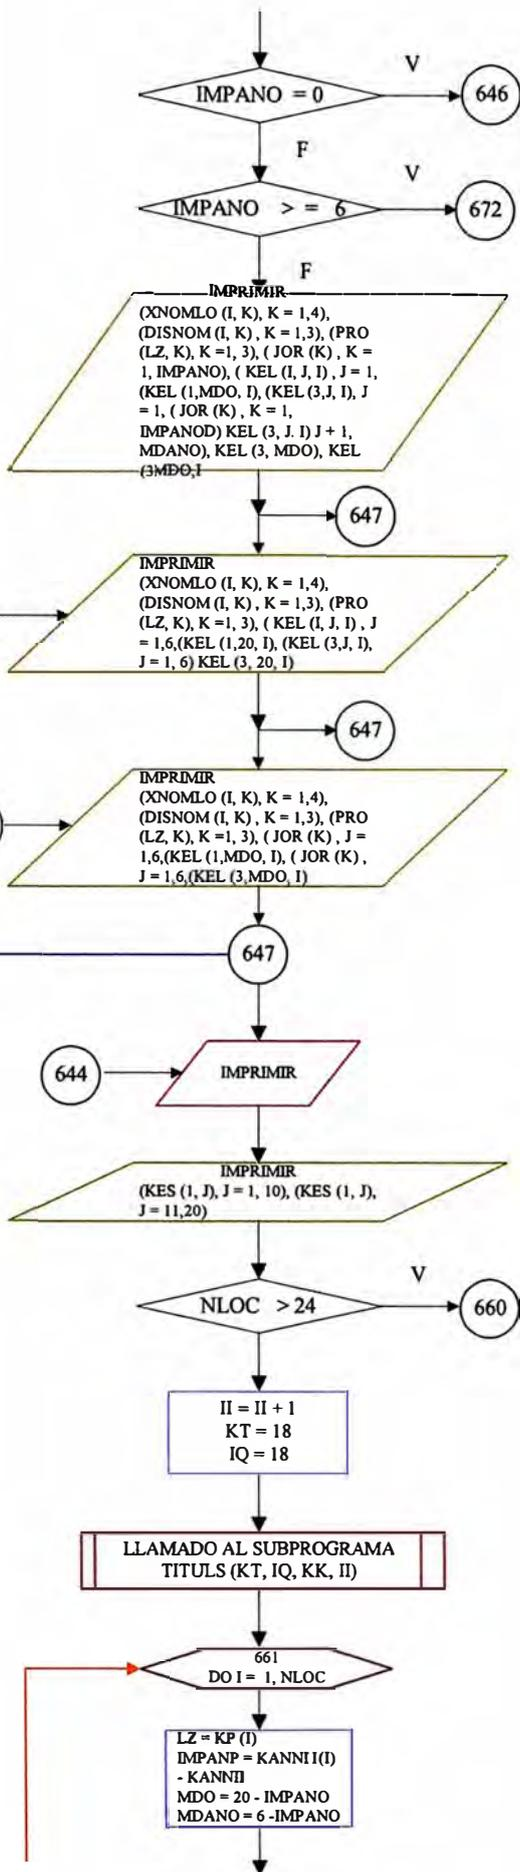 V
IMPANO = 0
646
F
V
IMPANO > = 6
672
F
IMPRIMIR
(XNOMLO (I, K), K = 1,4),
(DISNOM (I, K) , K = 1,3), (PRO
(LZ, K), K =1, 3), ( JOR (K) , K =
1, IMPANO), ( KEL (I, J, I) , J = 1,
(KEL (1,MDO, I), (KEL (3,J, I), J
= 1, ( JOR (K) , K = 1,
IMPANOD) KEL (3, J. I) J + 1,
MDANO), KEL (3, MDO), KEL
(3MDO,I
647
IMPRIMIR
(XNOMLO (I, K), K = 1,4),
(DISNOM (I, K) , K = 1,3), (PRO
(LZ, K), K =1, 3), ( KEL (I, J, I) , J
= 1,6,(KEL (1,20, I), (KEL (3,J, I),
J = 1, 6) KEL (3, 20, I)
647
IMPRIMIR
(XNOMLO (I, K), K = 1,4),
(DISNOM (I, K) , K = 1,3), (PRO
(LZ, K), K =1, 3), ( JOR (K) , J =
1,6,(KEL (1,MDO, I), ( JOR (K) ,
J = 1,6,(KEL (3,MDO, I)
647
644
IMPRIMIR
IMPRIMIR
(KES (1, J), J = 1, 10), (KES (1, J),
J = 11,20)
V
NLOC > 24
660
II = II + 1
KT = 18
IQ = 18
LLAMADO AL SUBPROGRAMA
TITULS (KT, IQ, KK, II)
661
DO I = 1, NLOC
LZ = KP (I)
IMPANP = KANNI I(I)
- KANNII
MDO = 20 - IMPANO
MDANO = 6 -IMPANO